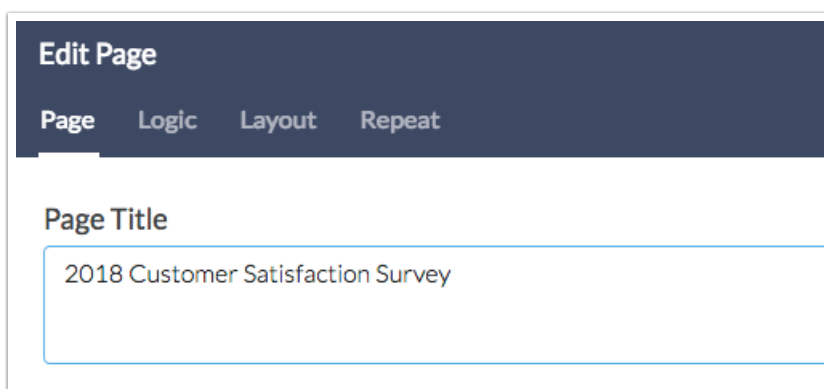 Edit Page
Page Logic Layout Repeat
Page Title
2018 Customer Satisfaction Survey